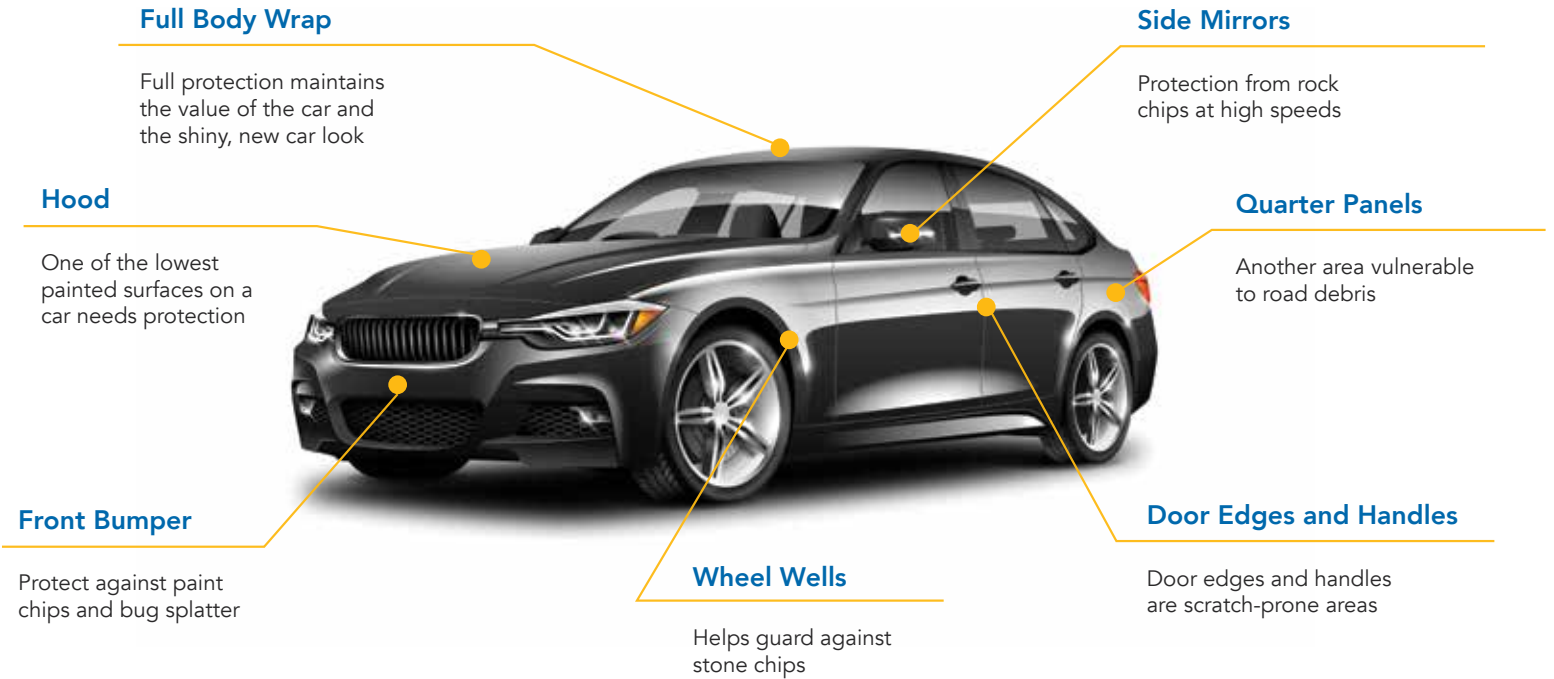 Full Body Wrap
Full protection maintains
the value of the car and
the shiny, new car look
Side Mirrors
Protection from rock
chips at high speeds
Hood
One of the lowest
painted surfaces on a
car needs protection
Quarter Panels
Another area vulnerable
to road debris
Front Bumper
Protect against paint
chips and bug splatter
Wheel Wells
Helps guard against
stone chips
Door Edges and Handles
Door edges and handles
are scratch-prone areas